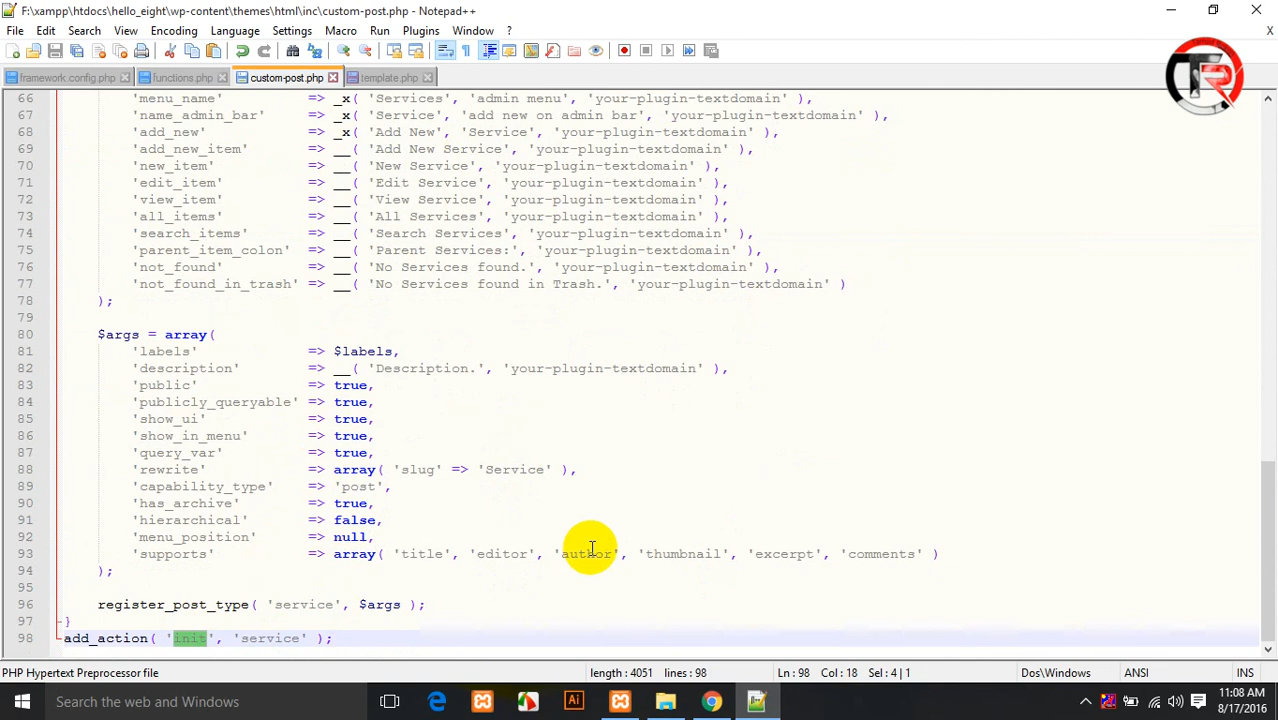 F:\xampp\htdocs\hello_eight\wp-content\themes\html\inc\custom-post.php - Notepad++
File Edit Search View Encoding Language Settings Macro Run Plugins Window ?
X
framework.config.php functions.php custom-post.php template.php
TR
66 'menu_name' => _x( 'Services', 'admin menu', 'your-plugin-textdomain' ),
67 'name_admin_bar' => _x( 'Service', 'add new on admin bar', 'your-plugin-textdomain' ),
68 'add_new' => _x( 'Add New', 'Service', 'your-plugin-textdomain' ),
69 'add_new_item' => __( 'Add New Service', 'your-plugin-textdomain' ),
70 'new_item' => __( 'New Service', 'your-plugin-textdomain' ),
71 'edit_item' => __( 'Edit Service', 'your-plugin-textdomain' ),
72 'view_item' => __( 'View Service', 'your-plugin-textdomain' ),
73 'all_items' => __( 'All Services', 'your-plugin-textdomain' ),
74 'search_items' => __( 'Search Services', 'your-plugin-textdomain' ),
75 'parent_item_colon' => __( 'Parent Services:', 'your-plugin-textdomain' ),
76 'not_found' => __( 'No Services found.', 'your-plugin-textdomain' ),
77 'not_found_in_trash' => __( 'No Services found in Trash.', 'your-plugin-textdomain' )
78 );
79
80 $args = array(
81 'labels' => $labels,
82 'description' => __( 'Description.', 'your-plugin-textdomain' ),
83 'public' => true,
84 'publicly_queryable' => true,
85 'show_ui' => true,
86 'show_in_menu' => true,
87 'query_var' => true,
88 'rewrite' => array( 'slug' => 'Service' ),
89 'capability_type' => 'post',
90 'has_archive' => true,
91 'hierarchical' => false,
92 'menu_position' => null,
93 'supports' => array( 'title', 'editor', 'author', 'thumbnail', 'excerpt', 'comments' )
94 );
95
96 register_post_type( 'service', $args );
97 }
98 add_action( 'init', 'service' );
PHP Hypertext Preprocessor file length : 4051 lines : 98 Ln : 98 Col : 18 Sel : 4 | 1 Dos\Windows ANSI INS
Search the web and Windows
11:08 AM
8/17/2016